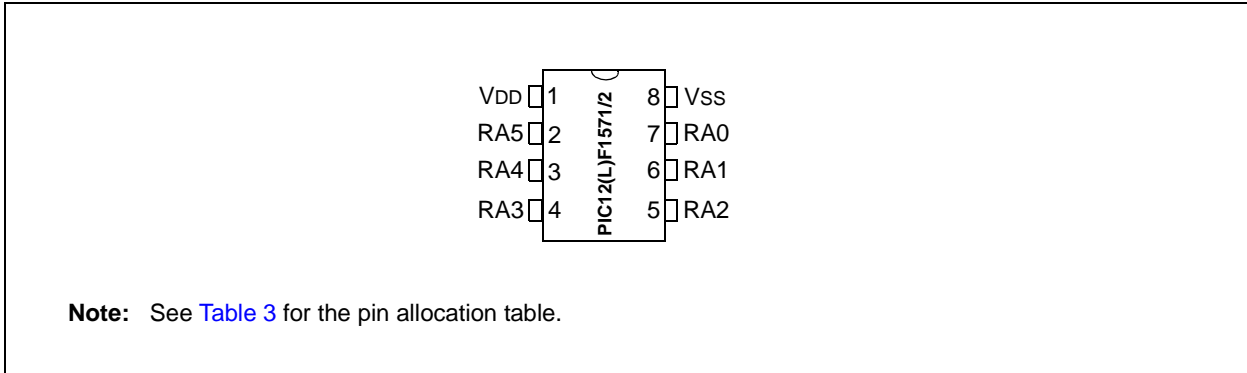 VDD 1 8 VSS
RA5 2 7 RA0
RA4 3 6 RA1
RA3 4 5 RA2
PIC12(L)F1571/2
Note: See Table 3 for the pin allocation table.